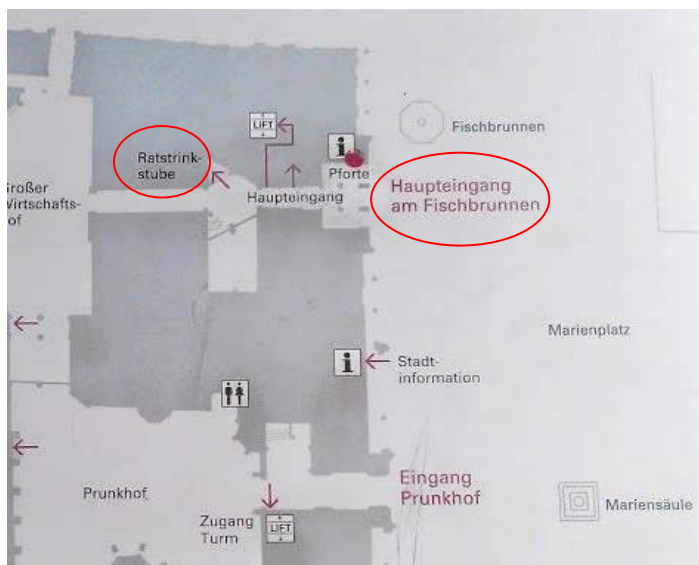 Fischbrunnen
LIFT
Ratstrink-
stube
i
Pforte
Haupteingang
Haupteingang
am Fischbrunnen
Großer
Wirtschafts-
hof
Marienplatz
i
Stadt-
information
Eingang
Prunkhof
Prunkhof
Mariensäule
Zugang
Turm
LIFT